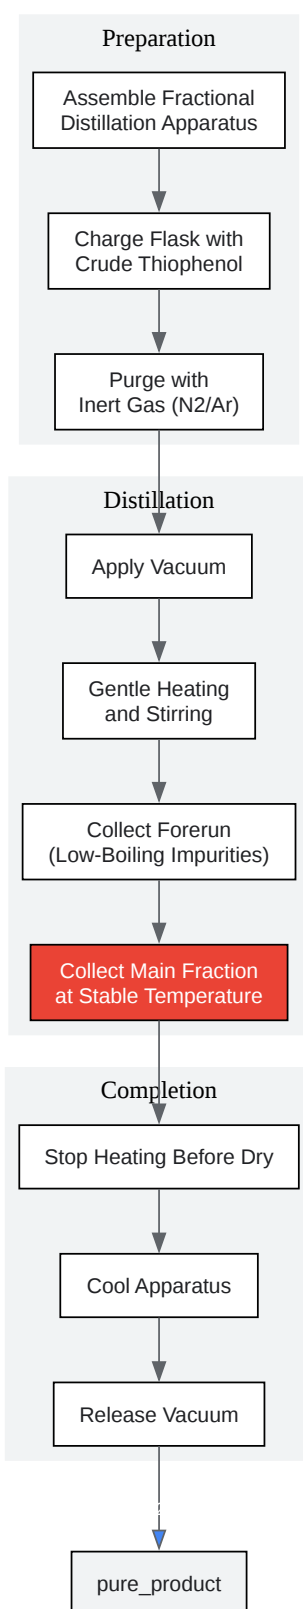 Preparation
Assemble Fractional
Distillation Apparatus
Charge Flask with
Crude Thiophenol
Purge with
Inert Gas (N2/Ar)
Distillation
Apply Vacuum
Gentle Heating
and Stirring
Collect Forerun
(Low-Boiling Impurities)
Collect Main Fraction
at Stable Temperature
Completion
Stop Heating Before Dry
Cool Apparatus
Release Vacuum
pure_product